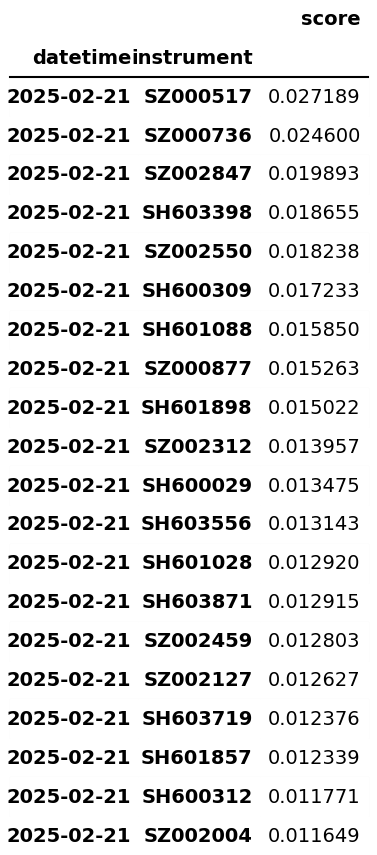 score
datetime instrument
2025-02-21 SZ000517 0.027189
2025-02-21 SZ000736 0.024600
2025-02-21 SZ002847 0.019893
2025-02-21 SH603398 0.018655
2025-02-21 SZ002550 0.018238
2025-02-21 SH600309 0.017233
2025-02-21 SH601088 0.015850
2025-02-21 SZ000877 0.015263
2025-02-21 SH601898 0.015022
2025-02-21 SZ002312 0.013957
2025-02-21 SH600029 0.013475
2025-02-21 SH603556 0.013143
2025-02-21 SH601028 0.012920
2025-02-21 SH603871 0.012915
2025-02-21 SZ002459 0.012803
2025-02-21 SZ002127 0.012627
2025-02-21 SH603719 0.012376
2025-02-21 SH601857 0.012339
2025-02-21 SH600312 0.011771
2025-02-21 SZ002004 0.011649